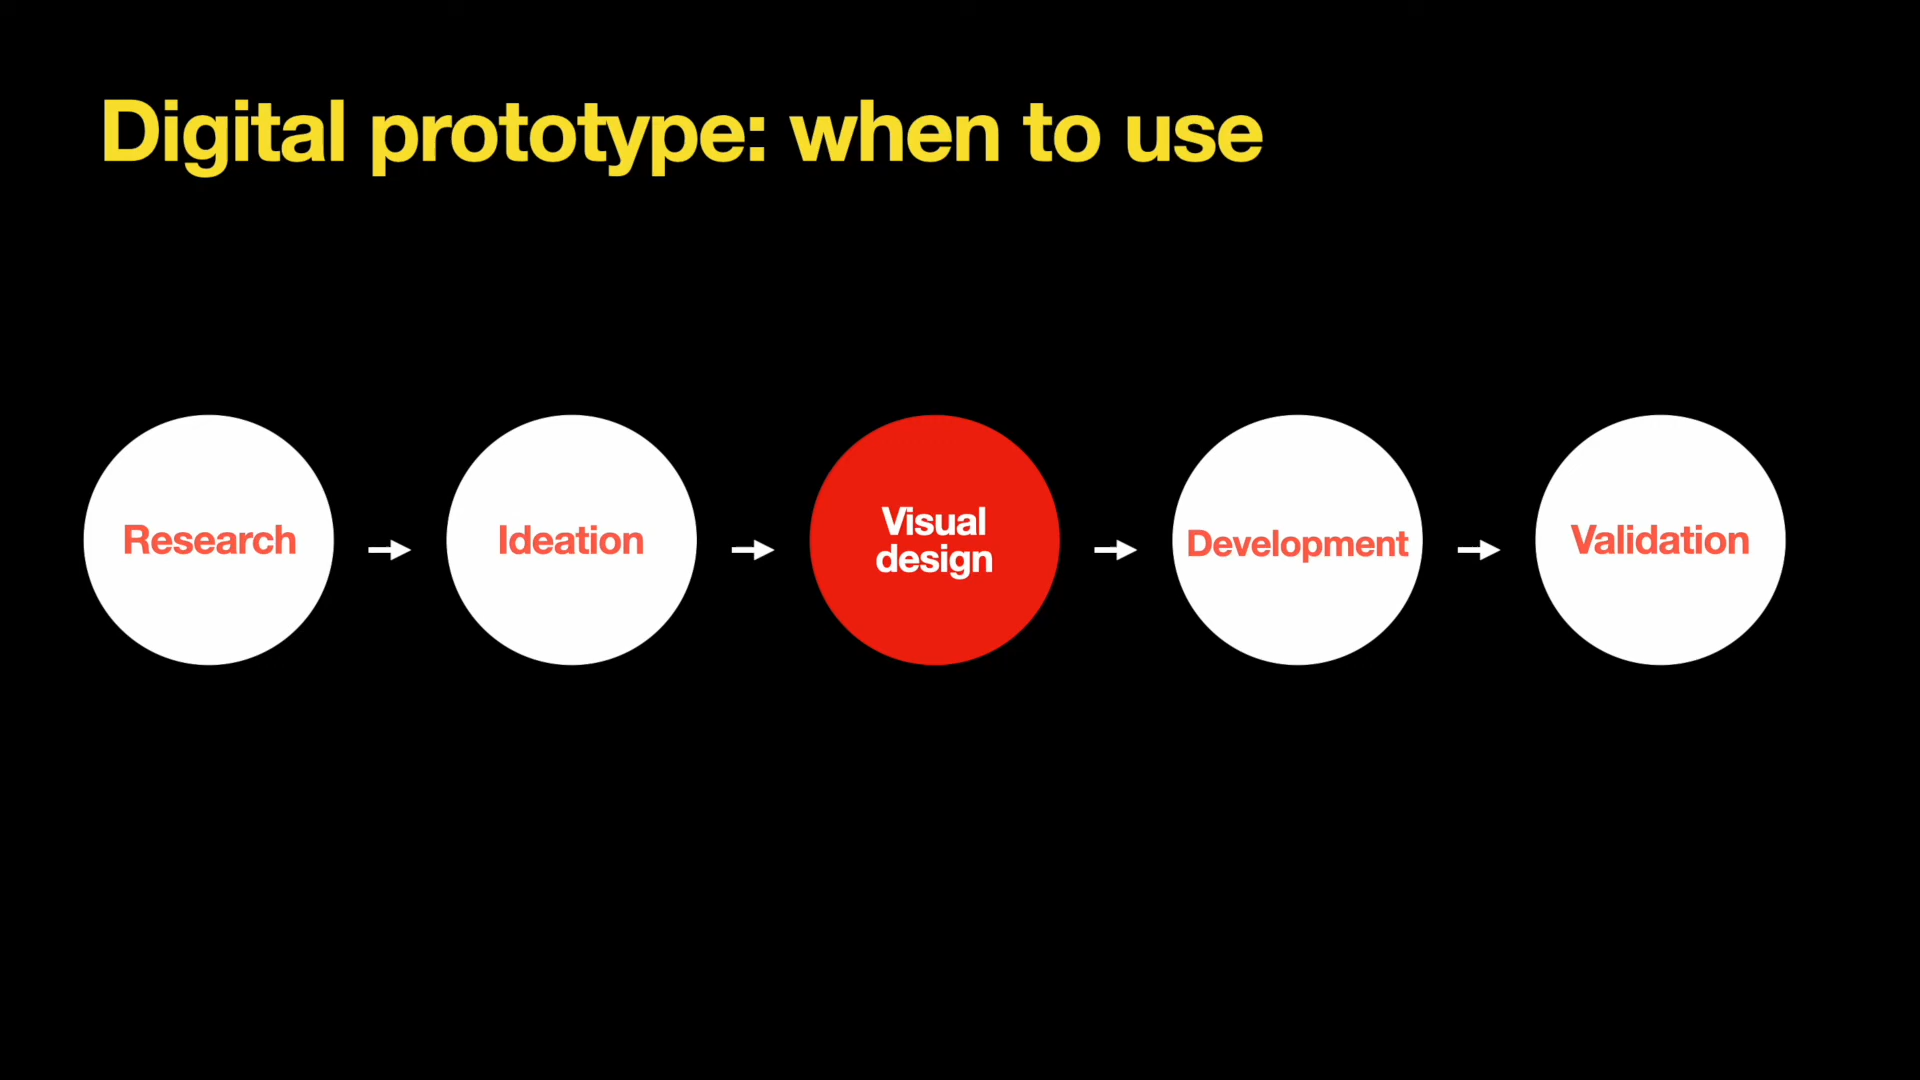 Digital prototype: when to use
Research
Ideation
Visual
design
Development
Validation